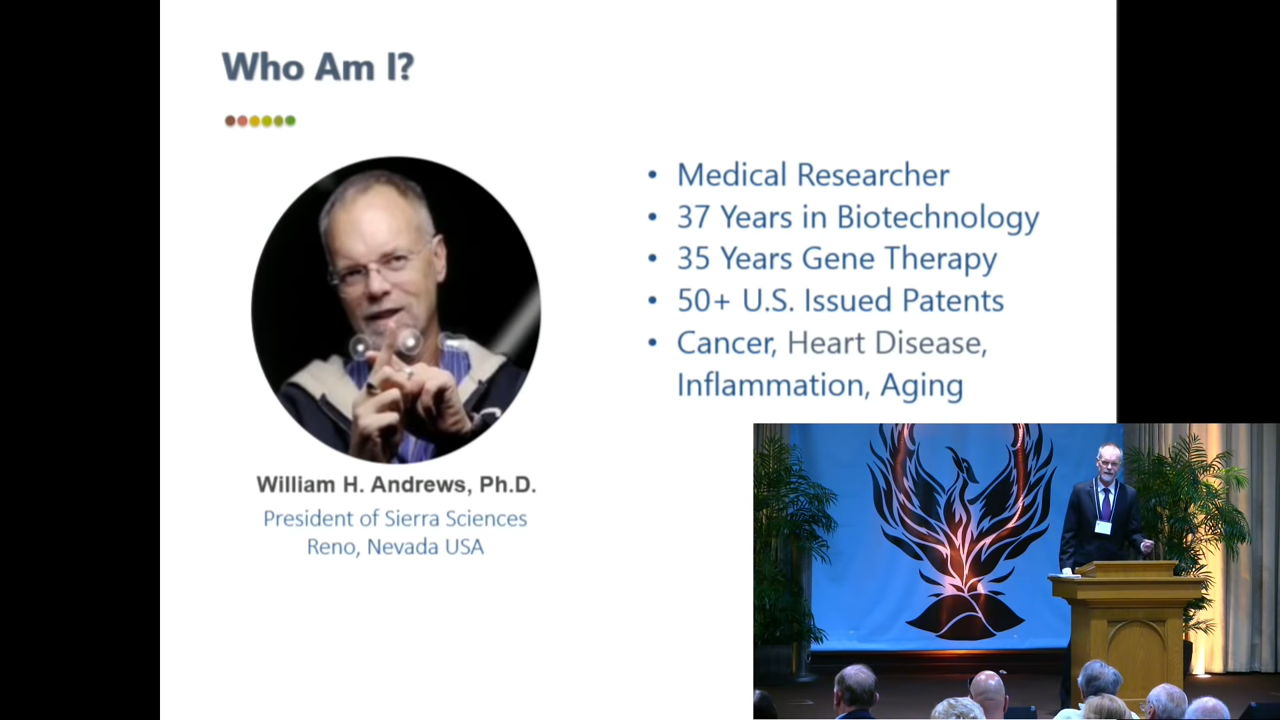 Who Am I?
• Medical Researcher
• 37 Years in Biotechnology
• 35 Years Gene Therapy
• 50+ U.S. Issued Patents
• Cancer, Heart Disease,
Inflammation, Aging
William H. Andrews, Ph.D.
President of Sierra Sciences
Reno, Nevada USA